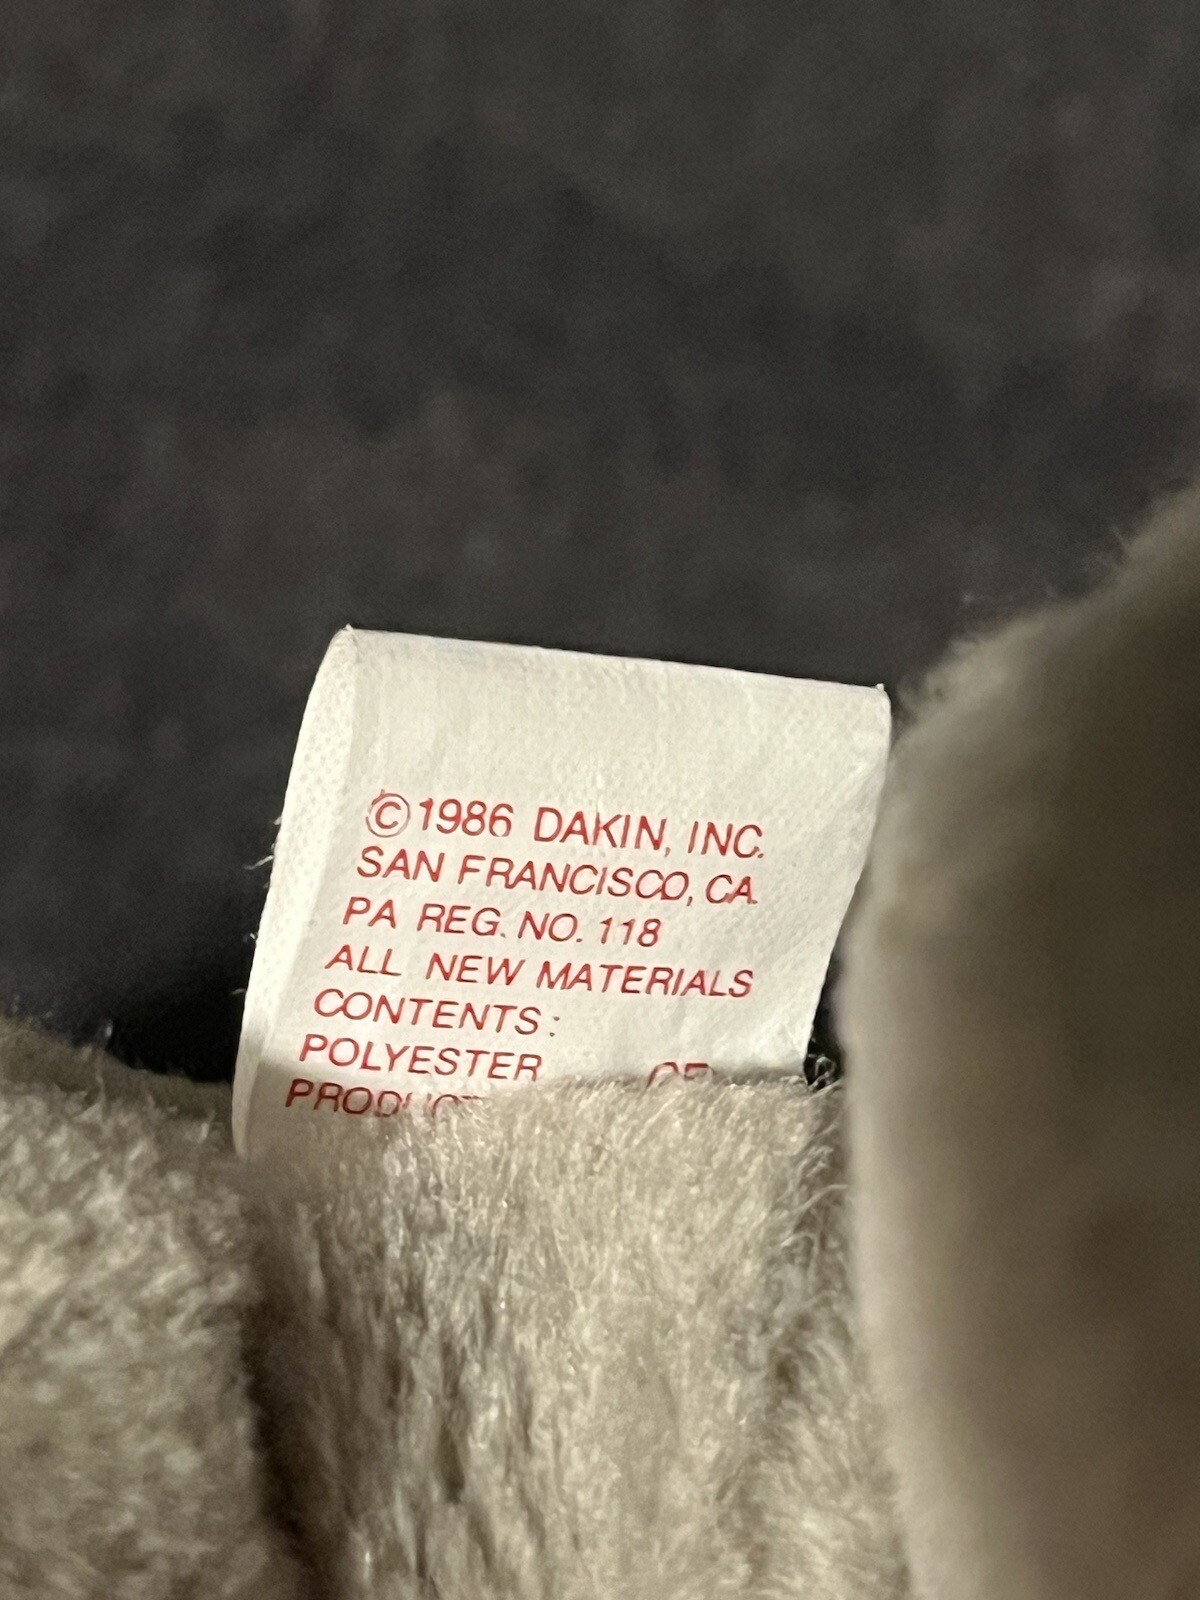 ©1986 DAKIN, INC.
SAN FRANCISCO, CA.
PA REG. NO. 118
ALL NEW MATERIALS
CONTENTS:
POLYESTER